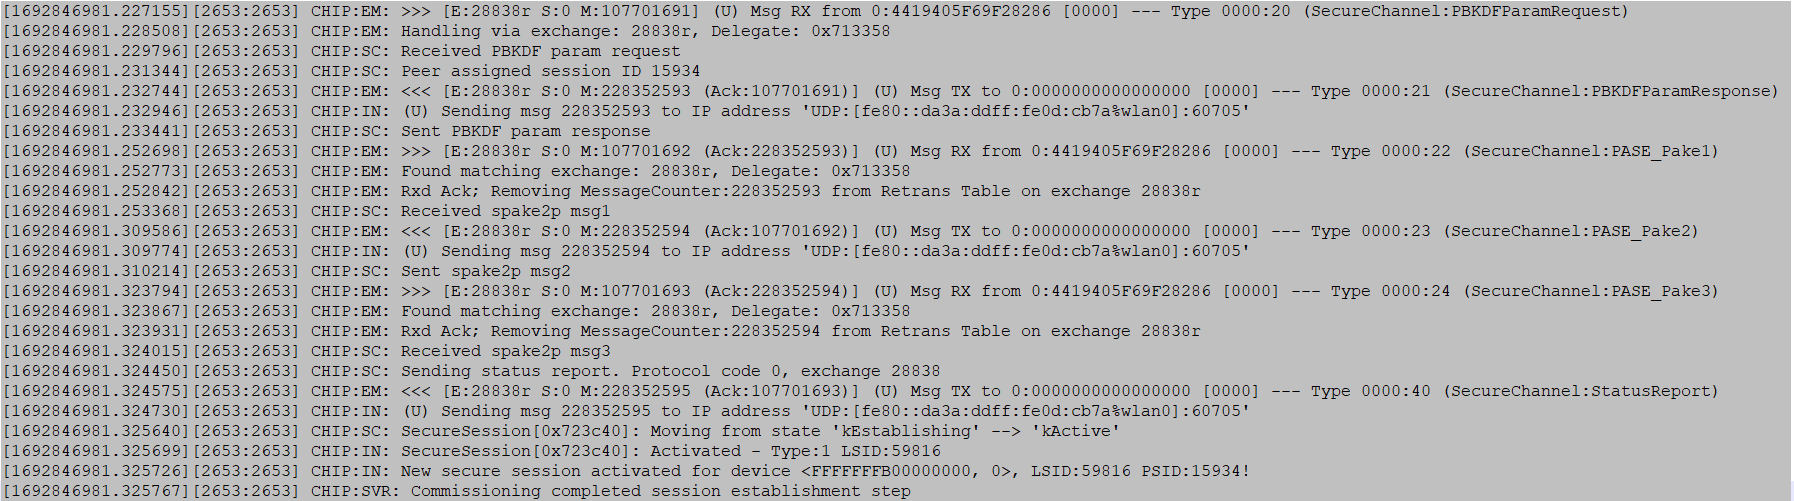 [1692846981.227155][2653:2653] CHIP:EM: >>> [E:28838r S:0 M:107701691] (U) Msg RX from 0:4419405F69F28286 [0000] --- Type 0000:20 (SecureChannel:PBKDFParamRequest)
[1692846981.228508][2653:2653] CHIP:EM: Handling via exchange: 28838r, Delegate: 0x713358
[1692846981.229796][2653:2653] CHIP:SC: Received PBKDF param request
[1692846981.231344][2653:2653] CHIP:SC: Peer assigned session ID 15934
[1692846981.232744][2653:2653] CHIP:EM: <<< [E:28838r S:0 M:228352593 (Ack:107701691)] (U) Msg TX to 0:0000000000000000 [0000] --- Type 0000:21 (SecureChannel:PBKDFParamResponse)
[1692846981.232946][2653:2653] CHIP:IN: (U) Sending msg 228352593 to IP address 'UDP:[fe80::da3a:ddff:fe0d:cb7a%wlan0]:60705'
[1692846981.233441][2653:2653] CHIP:SC: Sent PBKDF param response
[1692846981.252698][2653:2653] CHIP:EM: >>> [E:28838r S:0 M:107701692 (Ack:228352593)] (U) Msg RX from 0:4419405F69F28286 [0000] --- Type 0000:22 (SecureChannel:PASE_Pake1)
[1692846981.252773][2653:2653] CHIP:EM: Found matching exchange: 28838r, Delegate: 0x713358
[1692846981.252842][2653:2653] CHIP:EM: Rxd Ack; Removing MessageCounter:228352593 from Retrans Table on exchange 28838r
[1692846981.253368][2653:2653] CHIP:SC: Received spake2p msg1
[1692846981.309586][2653:2653] CHIP:EM: <<< [E:28838r S:0 M:228352594 (Ack:107701692)] (U) Msg TX to 0:0000000000000000 [0000] --- Type 0000:23 (SecureChannel:PASE_Pake2)
[1692846981.309774][2653:2653] CHIP:IN: (U) Sending msg 228352594 to IP address 'UDP:[fe80::da3a:ddff:fe0d:cb7a%wlan0]:60705'
[1692846981.310214][2653:2653] CHIP:SC: Sent spake2p msg2
[1692846981.323794][2653:2653] CHIP:EM: >>> [E:28838r S:0 M:107701693 (Ack:228352594)] (U) Msg RX from 0:4419405F69F28286 [0000] --- Type 0000:24 (SecureChannel:PASE_Pake3)
[1692846981.323867][2653:2653] CHIP:EM: Found matching exchange: 28838r, Delegate: 0x713358
[1692846981.323931][2653:2653] CHIP:EM: Rxd Ack; Removing MessageCounter:228352594 from Retrans Table on exchange 28838r
[1692846981.324015][2653:2653] CHIP:SC: Received spake2p msg3
[1692846981.324450][2653:2653] CHIP:SC: Sending status report. Protocol code 0, exchange 28838
[1692846981.324575][2653:2653] CHIP:EM: <<< [E:28838r S:0 M:228352595 (Ack:107701693)] (U) Msg TX to 0:0000000000000000 [0000] --- Type 0000:40 (SecureChannel:StatusReport)
[1692846981.324730][2653:2653] CHIP:IN: (U) Sending msg 228352595 to IP address 'UDP:[fe80::da3a:ddff:fe0d:cb7a%wlan0]:60705'
[1692846981.325640][2653:2653] CHIP:SC: SecureSession[0x723c40]: Moving from state 'kEstablishing' --> 'kActive'
[1692846981.325699][2653:2653] CHIP:IN: SecureSession[0x723c40]: Activated - Type:1 LSID:59816
[1692846981.325726][2653:2653] CHIP:IN: New secure session activated for device <FFFFFFFB00000000, 0>, LSID:59816 PSID:15934!
[1692846981.325767][2653:2653] CHIP:SVR: Commissioning completed session establishment step